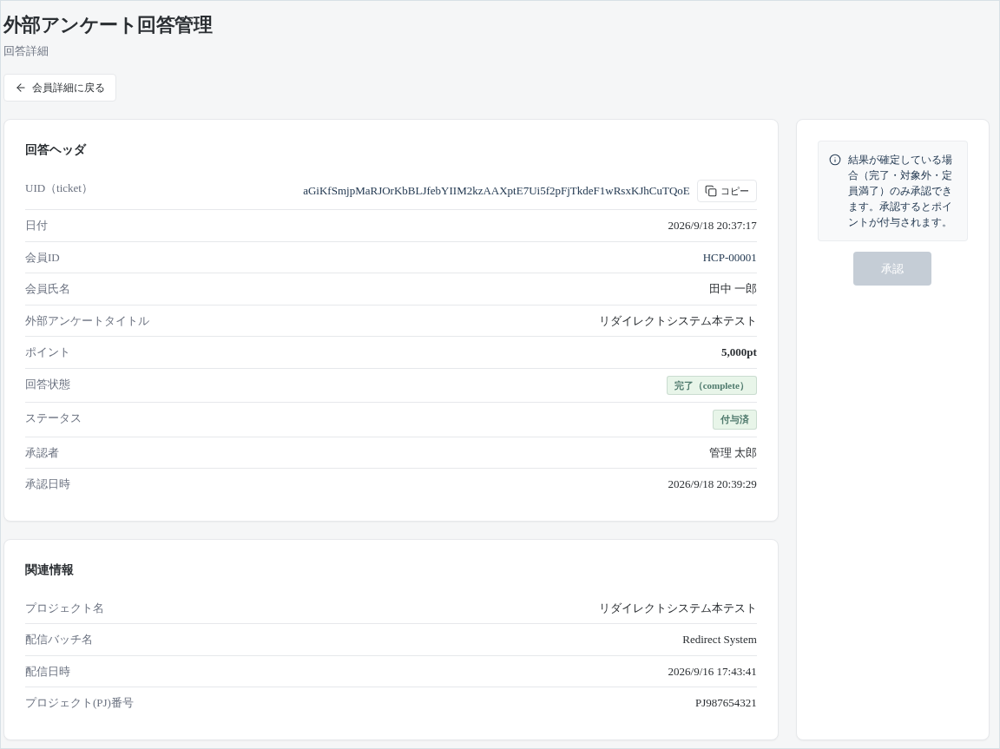 外部アンケート回答管理
回答詳細
会員詳細に戻る
回答ヘッダ
UID（ticket） aGiKfSmjpMaRJOrKbBLJfebYIIM2kzAAXptE7Ui5f2pFjTkdeF1wRsxKJhCuTQoE コピー
日付 2026/9/18 20:37:17
会員ID HCP-00001
会員氏名 田中 一郎
外部アンケートタイトル リダイレクトシステム本テスト
ポイント 5,000pt
回答状態 完了（complete）
ステータス 付与済
承認者 管理 太郎
承認日時 2026/9/18 20:39:29
関連情報
プロジェクト名 リダイレクトシステム本テスト
配信バッチ名 Redirect System
配信日時 2026/9/16 17:43:41
プロジェクト(PJ)番号 PJ987654321
結果が確定している場
合（完了・対象外・定
員満了）のみ承認でき
ます。承認するとポイ
ントが付与されます。
承認